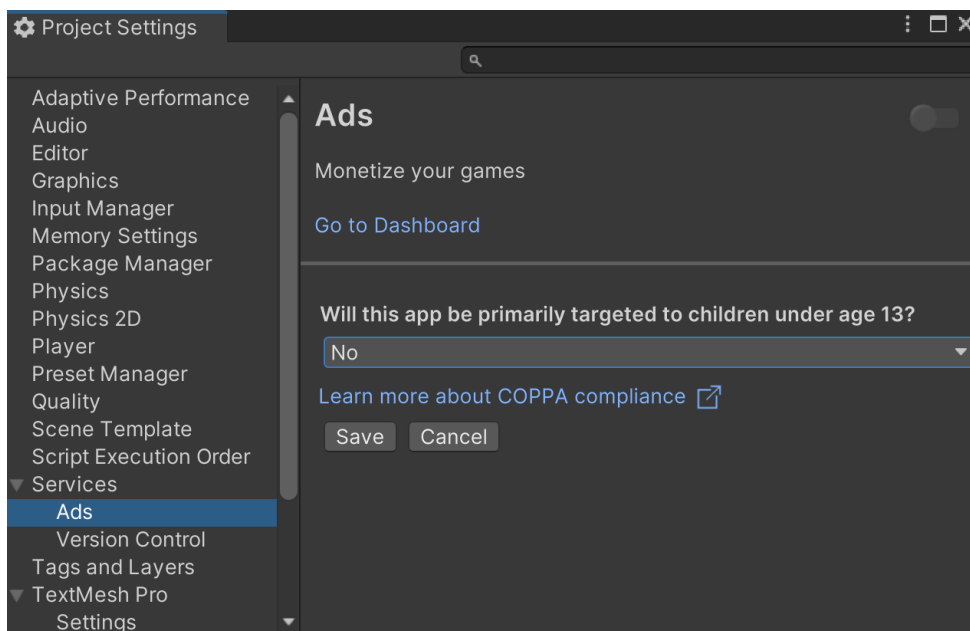 Project Settings
Adaptive Performance
Audio
Editor
Graphics
Input Manager
Memory Settings
Package Manager
Physics
Physics 2D
Player
Preset Manager
Quality
Scene Template
Script Execution Order
Services
Ads
Version Control
Tags and Layers
TextMesh Pro
Settings
Ads
Monetize your games
Go to Dashboard
Will this app be primarily targeted to children under age 13?
No
Learn more about COPPA compliance
Save Cancel